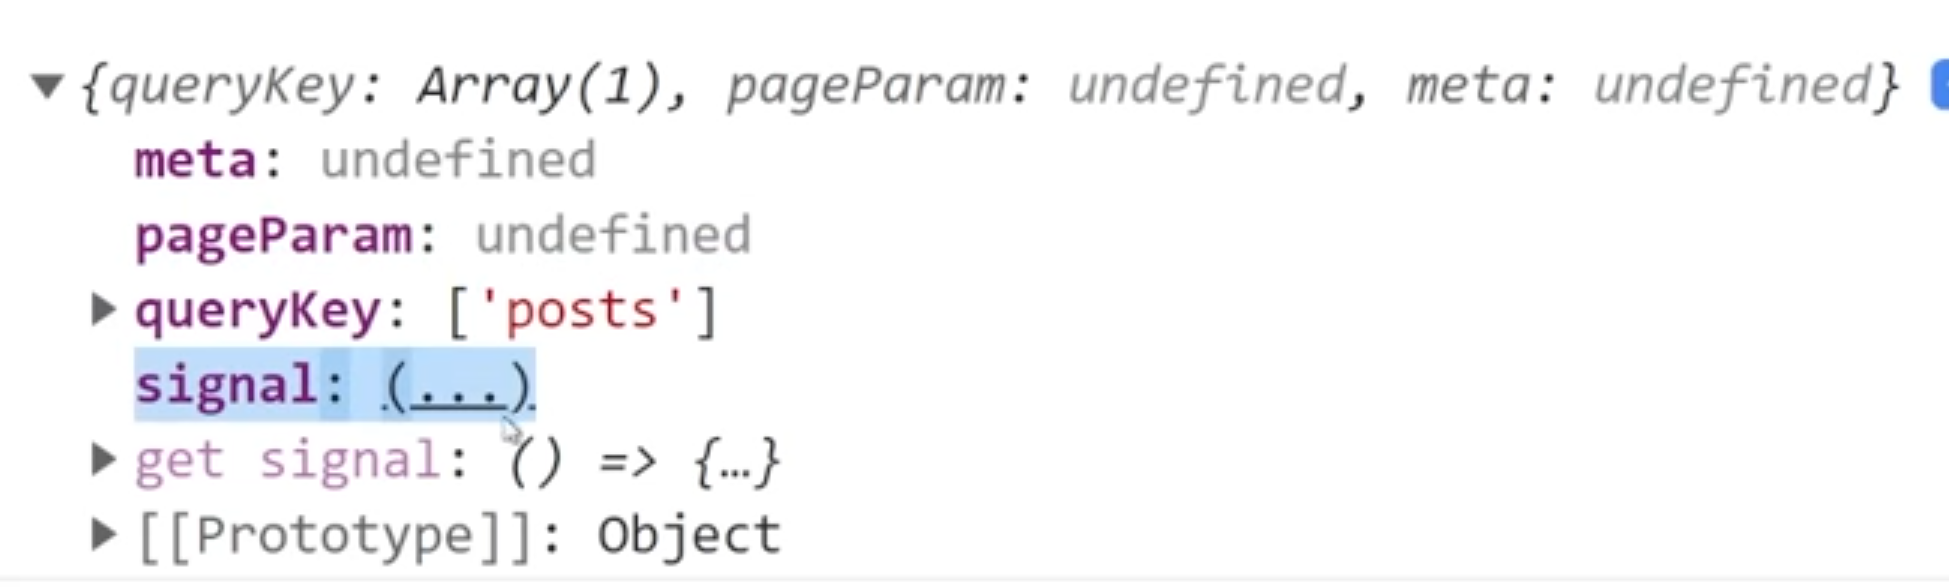 ▼{queryKey: Array(1), pageParam: undefined, meta: undefined}
meta: undefined
pageParam: undefined
▶queryKey: ['posts']
signal: (...)
▶get signal: () => {…}
▶[[Prototype]]: Object